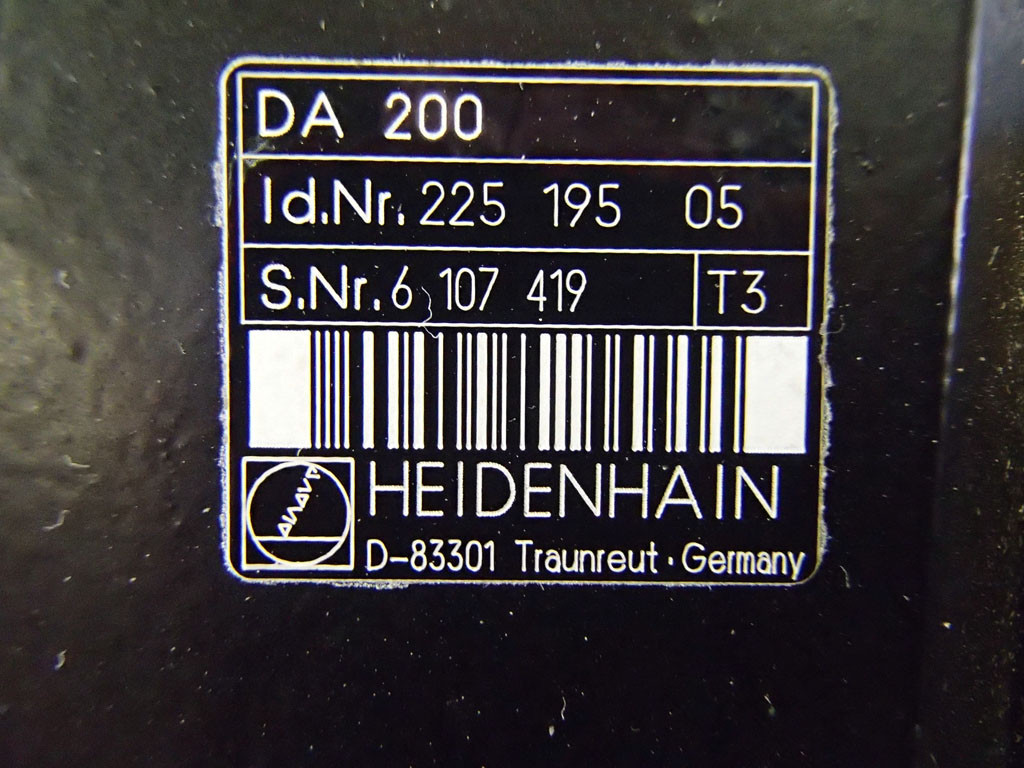 DA 200
Id.Nr. 225 195 05
S.Nr. 6 107 419 T3
HEIDENHAIN
D-83301 Traunreut · Germany